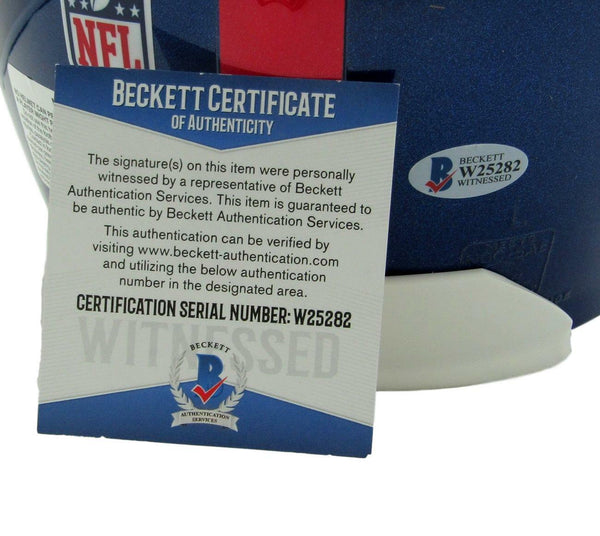 NFL
BECKETT CERTIFICATE
OF AUTHENTICITY
The signature(s) on this item were personally
witnessed by a representative of Beckett
Authentication Services. This item is guaranteed to
be authentic by Beckett Authentication Services.
This authentication can be verified by
visiting www.beckett-authentication.com
and utilizing the below authentication
number in the designated area.
CERTIFICATION SERIAL NUMBER: W25282
WITNESSED
BECKETT
B
AUTHENTICATION
SERVICES
B
BECKETT
W25282
WITNESSED